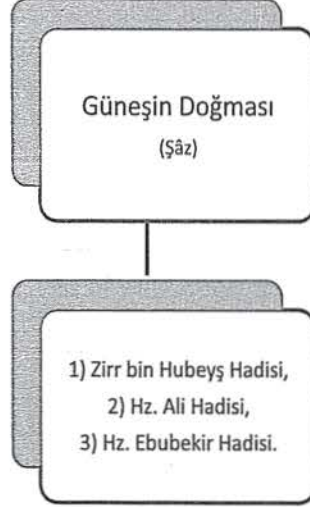 Güneşin Doğması
(Şâz)
1) Zirr bin Hubeyş Hadisi,
2) Hz. Ali Hadisi,
3) Hz. Ebubekir Hadisi.